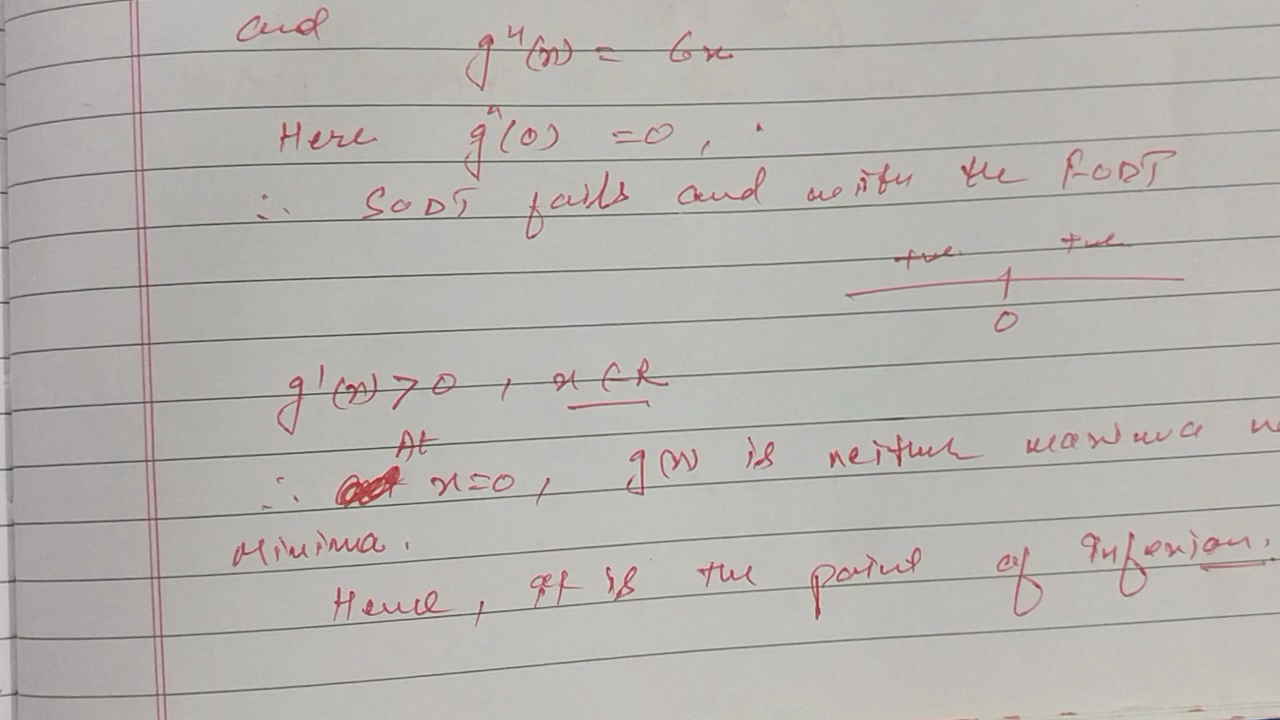 and
g"(x) = 6x
Here g"(0) = 0,
∴ SODT fails and with the FODT
+ve +ve
0
g'(x) > 0 , x ∈ R
At
∴ x=0, g(x) is neither maxima
Minima.
Hence, it is the point of Infexion.